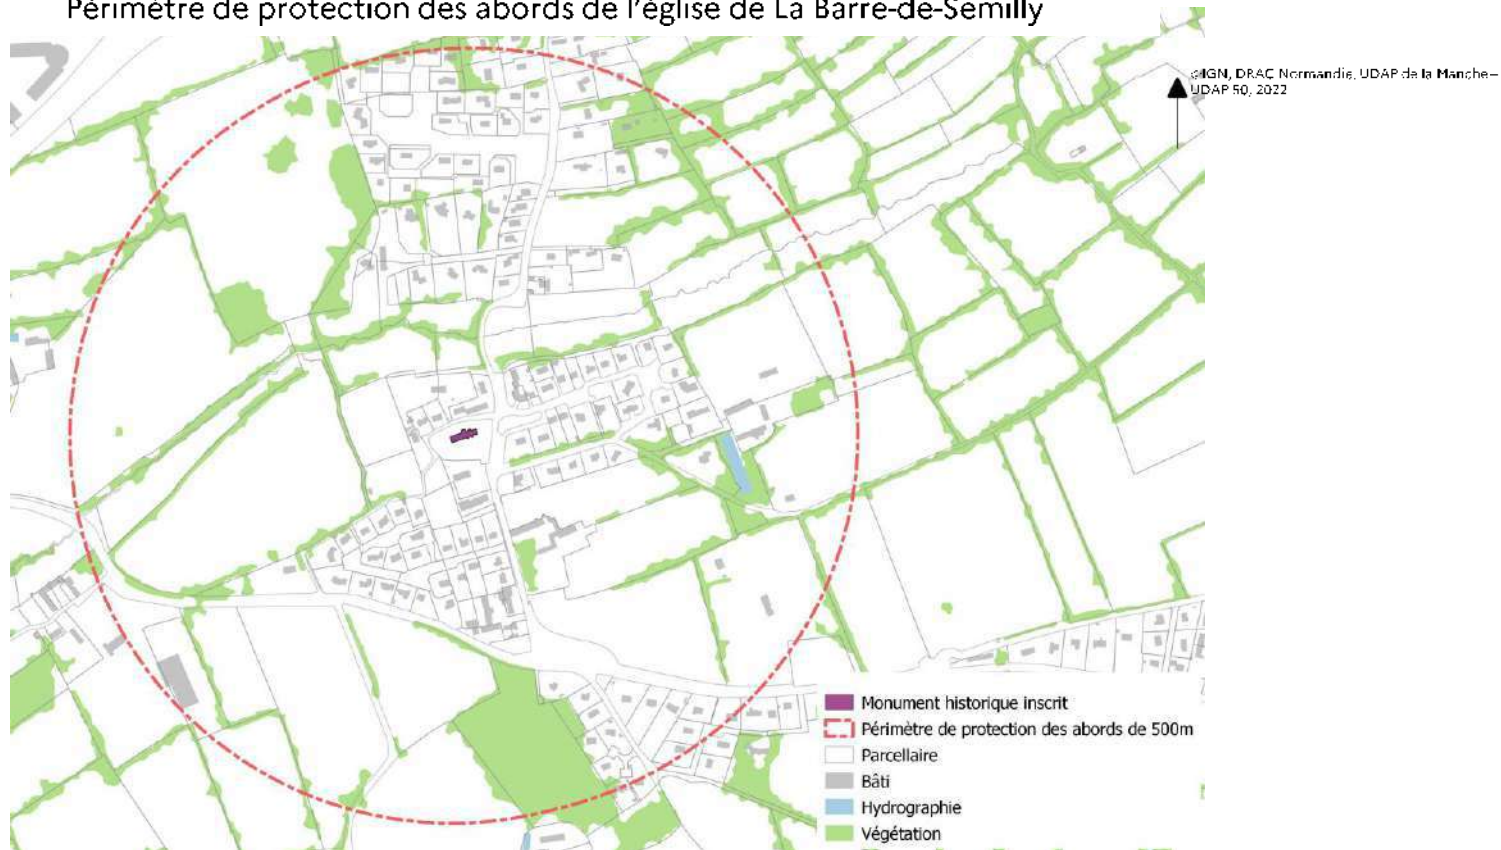 Périmètre de protection des abords de l'église de La Barre-de-Semilly
©IGN, DRAC Normandie, UDAP de la Manche –
UDAP 50, 2022
Monument historique inscrit
Périmètre de protection des abords de 500m
Parcellaire
Bâti
Hydrographie
Végétation